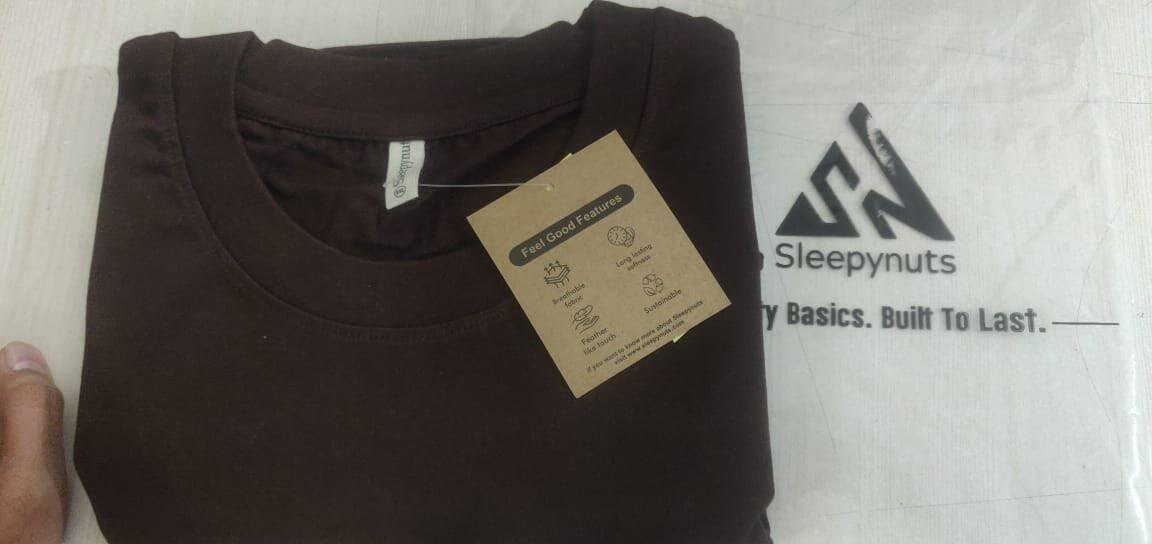 Sleepynuts
Feel Good Features
Breathable
fabric
Long lasting
softness
Feather
like touch
Sustainable
If you want to know more about Sleepynuts
visit www.sleepynuts.com
SN
Sleepynuts
Basics. Built To Last.